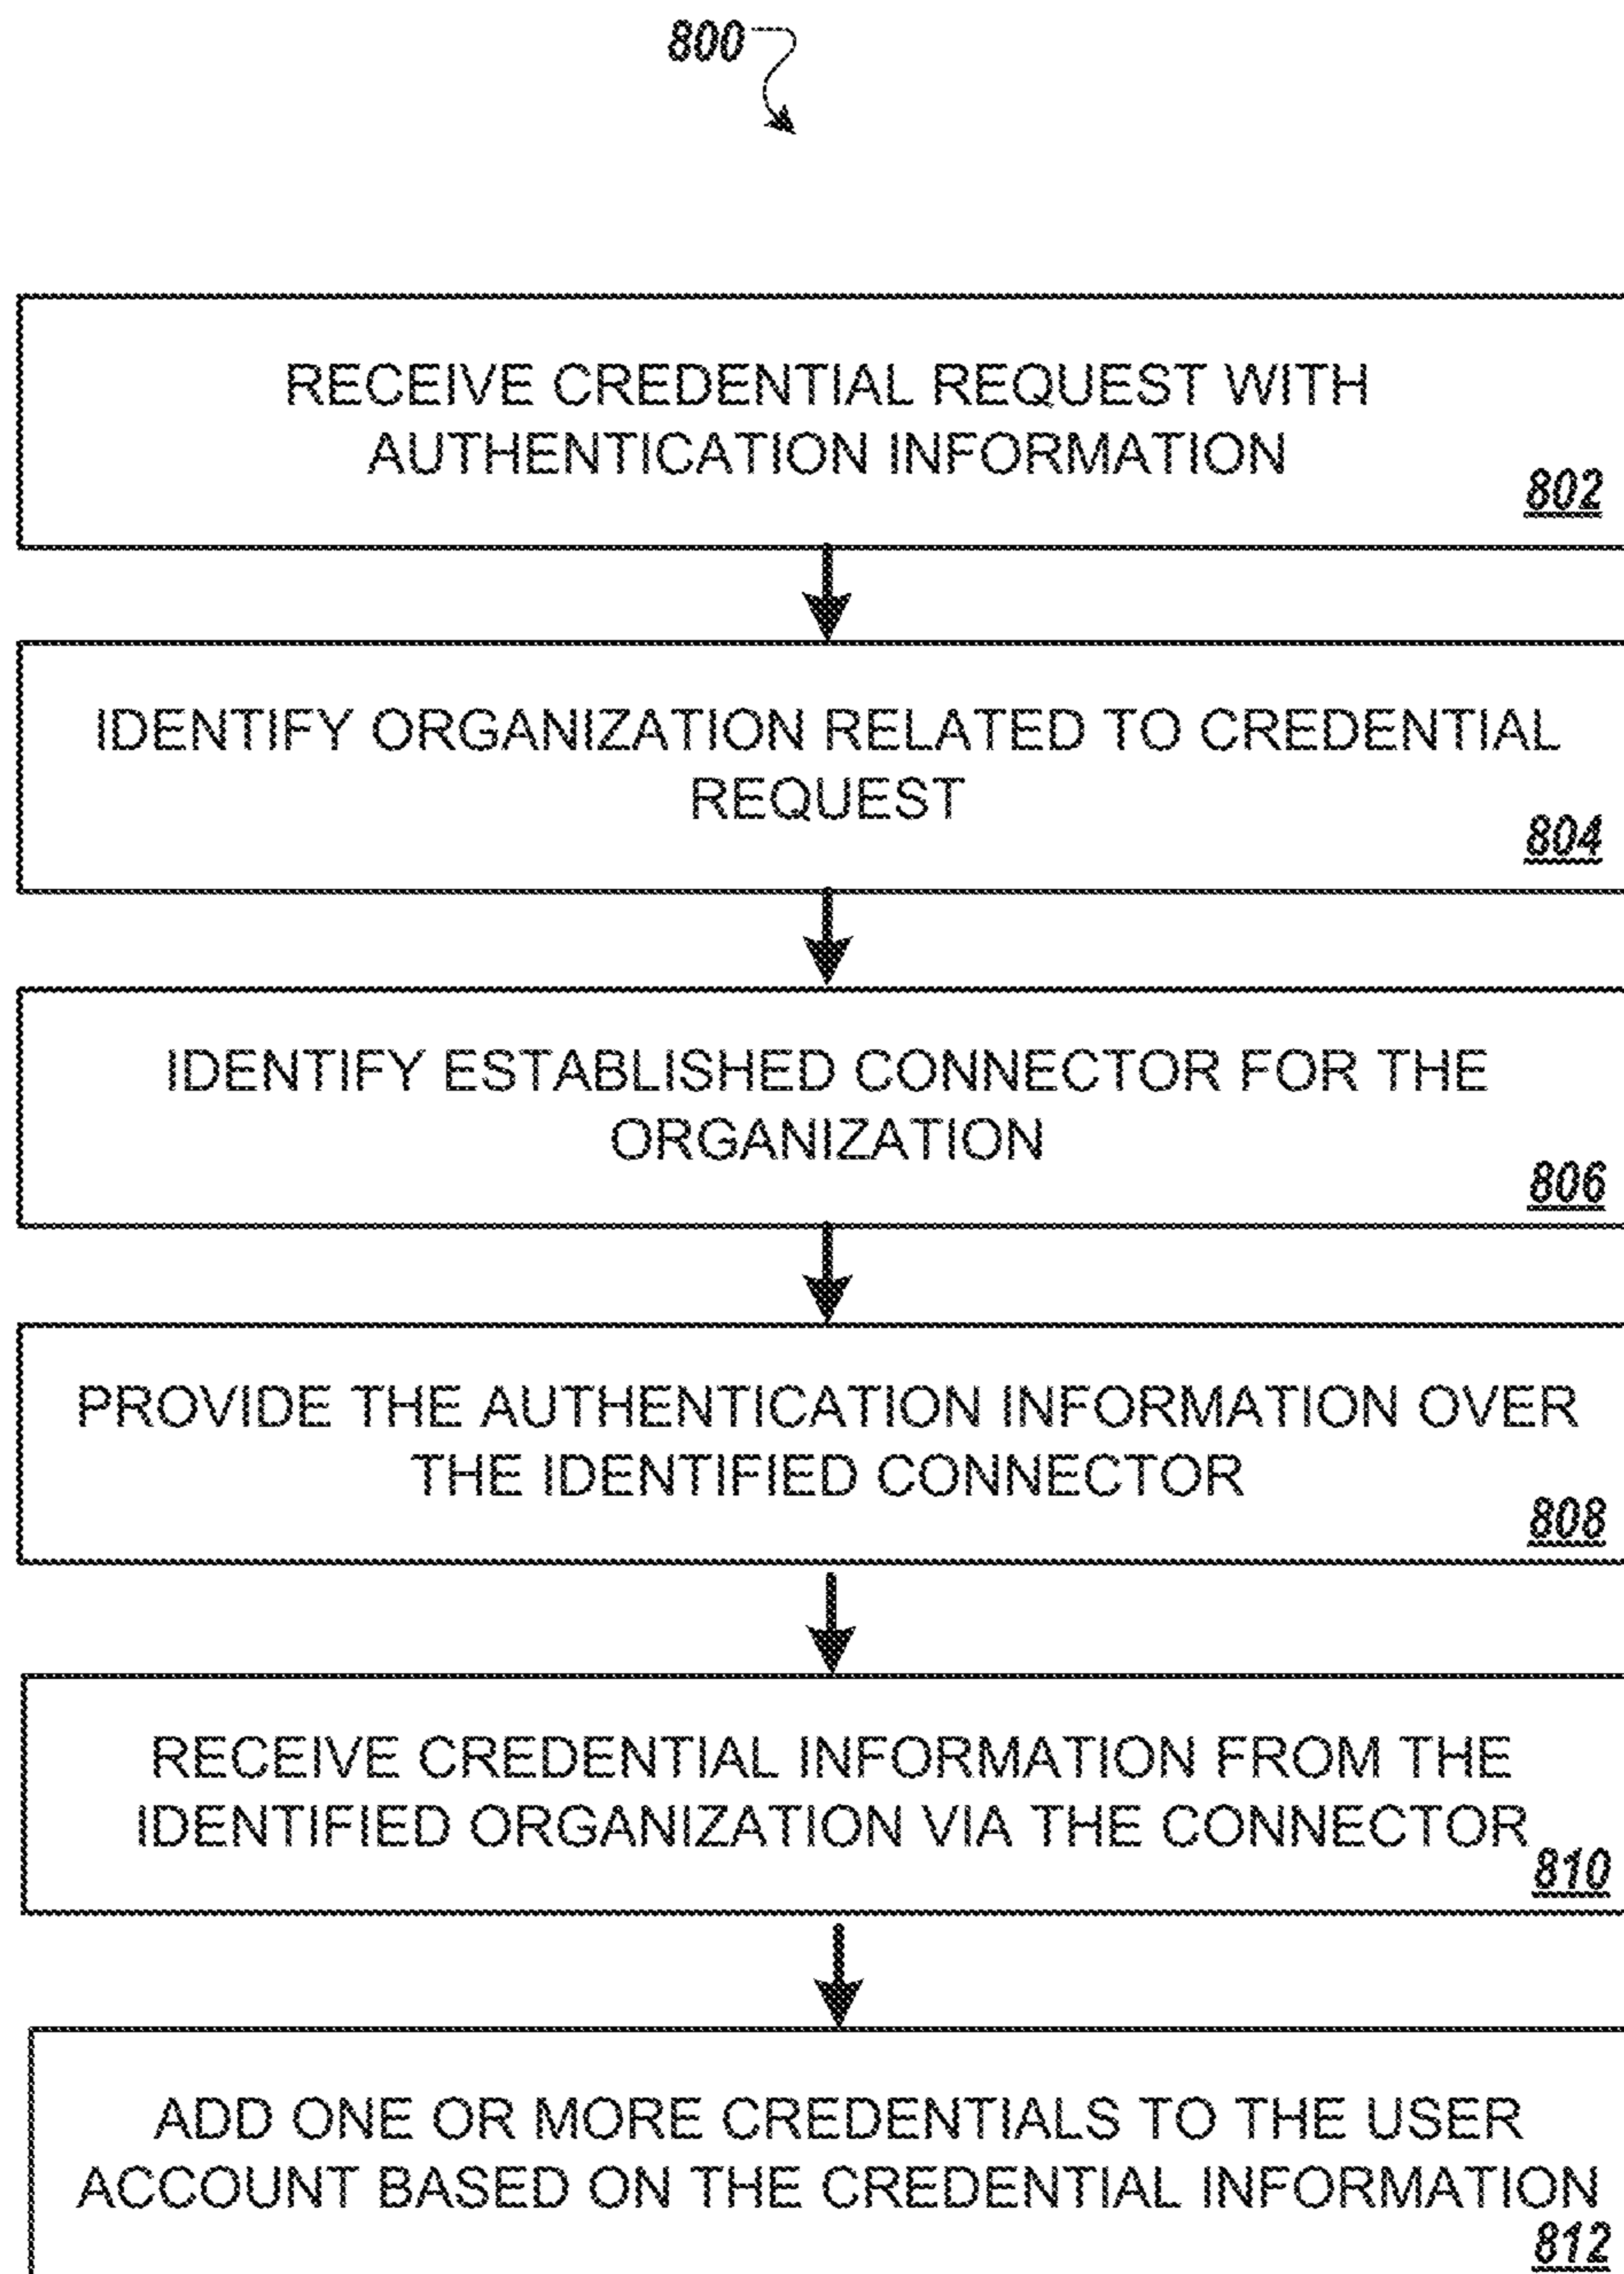 800
RECEIVE CREDENTIAL REQUEST WITH
AUTHENTICATION INFORMATION
802
IDENTIFY ORGANIZATION RELATED TO CREDENTIAL
REQUEST
804
IDENTIFY ESTABLISHED CONNECTOR FOR THE
ORGANIZATION
806
PROVIDE THE AUTHENTICATION INFORMATION OVER
THE IDENTIFIED CONNECTOR
808
RECEIVE CREDENTIAL INFORMATION FROM THE
IDENTIFIED ORGANIZATION VIA THE CONNECTOR
810
ADD ONE OR MORE CREDENTIALS TO THE USER
ACCOUNT BASED ON THE CREDENTIAL INFORMATION
812